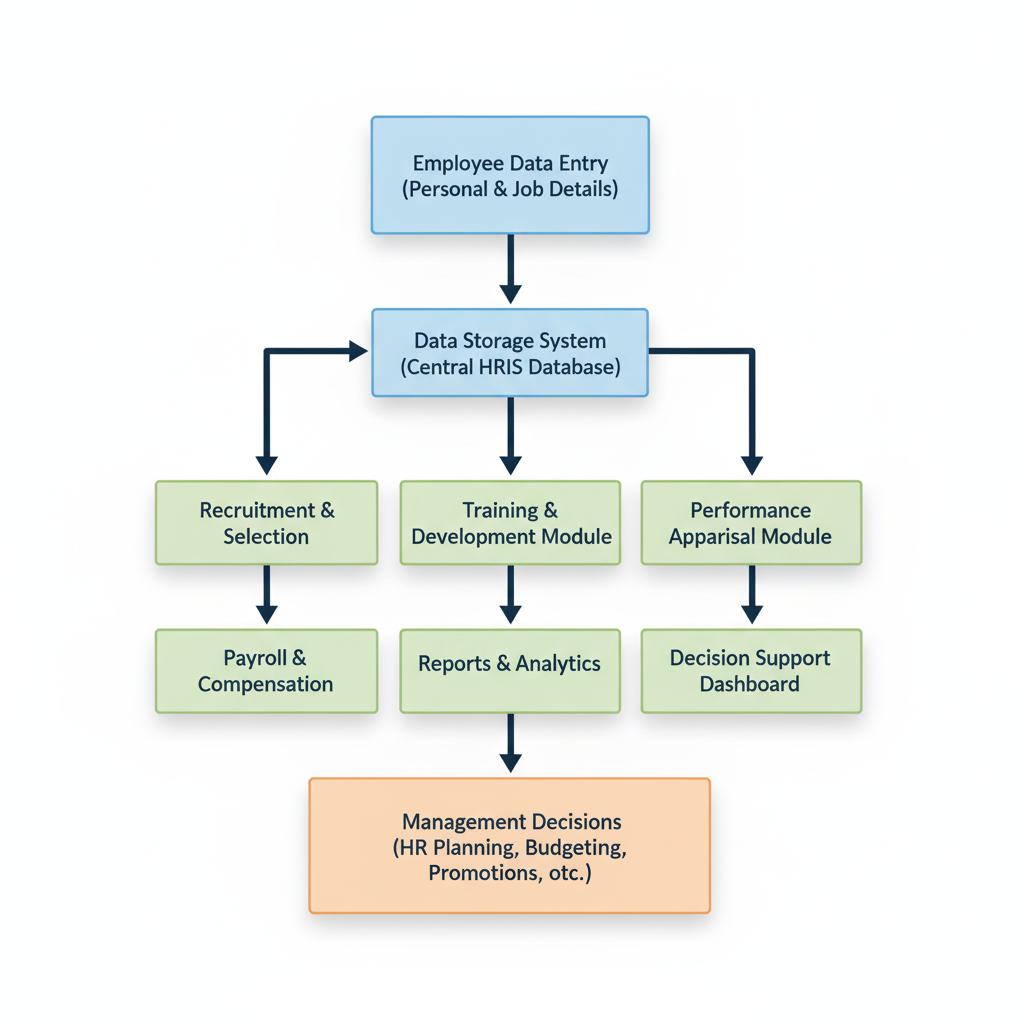 Employee Data Entry
(Personal & Job Details)
Data Storage System
(Central HRIS Database)
Recruitment &
Selection
Training &
Development Module
Performance
Apparisal Module
Payroll &
Compensation
Reports & Analytics
Decision Support
Dashboard
Management Decisions
(HR Planning, Budgeting,
Promotions, otc.)